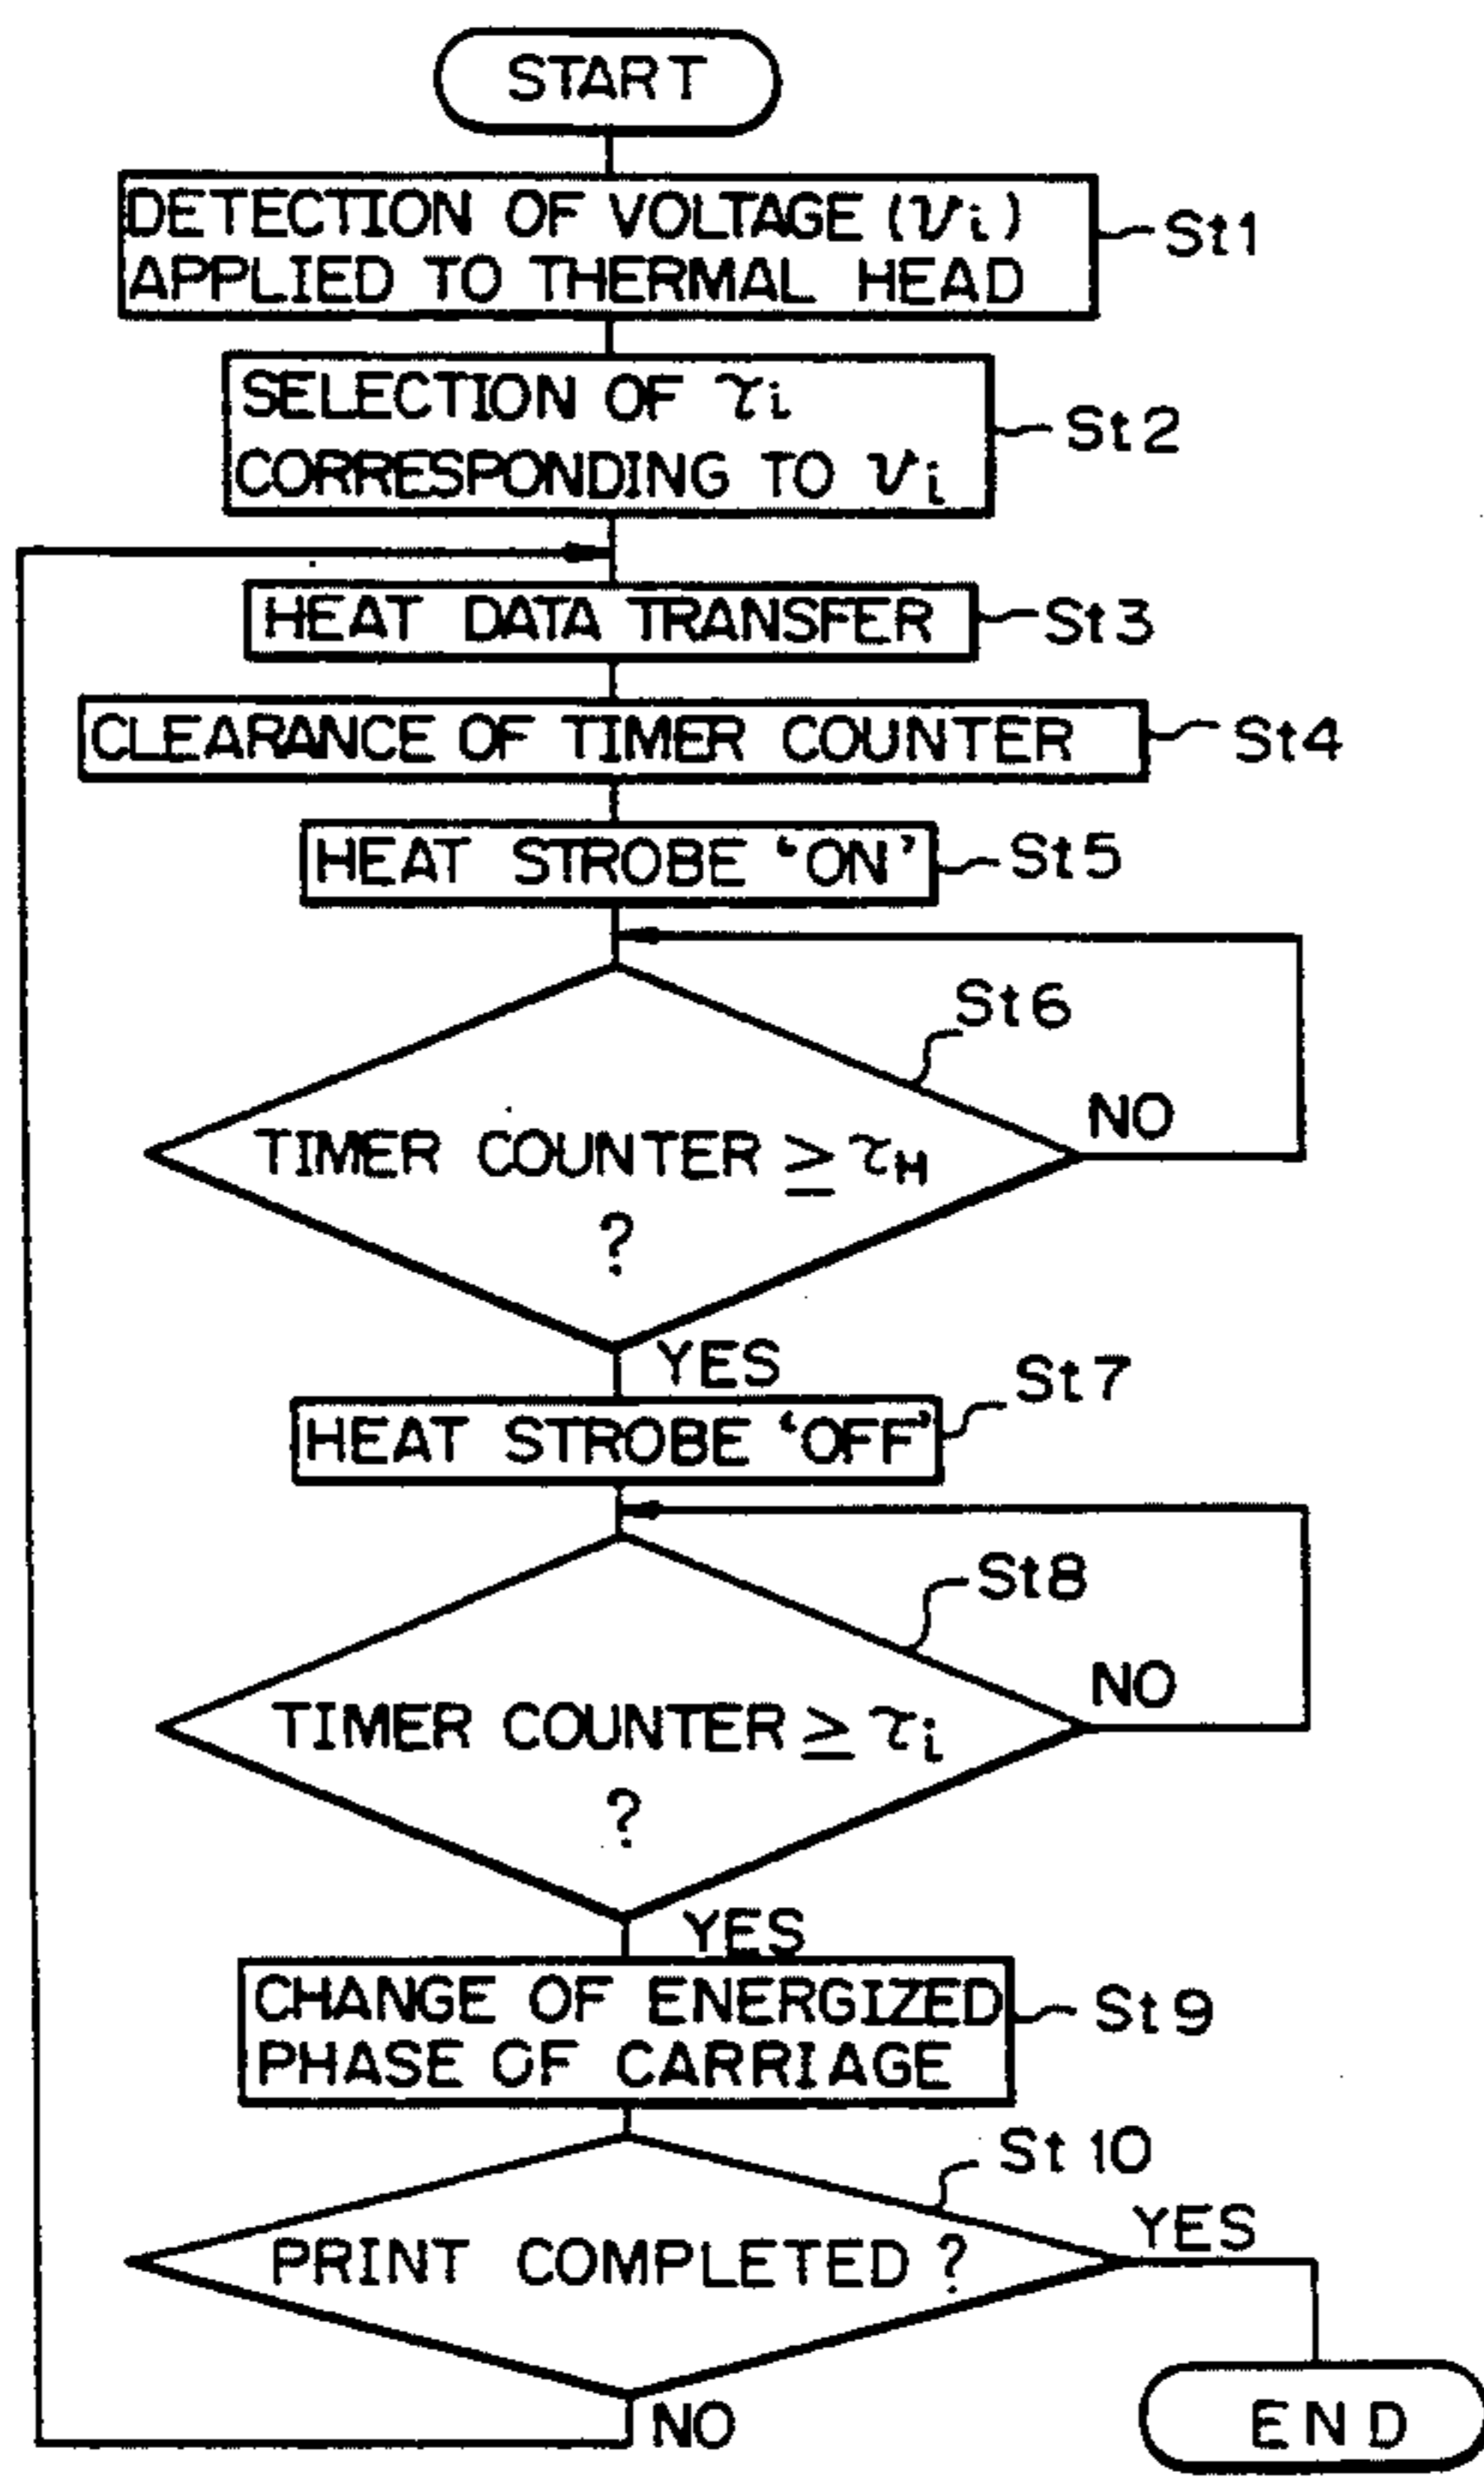 START
DETECTION OF VOLTAGE (𝓋i)
APPLIED TO THERMAL HEAD
St1
SELECTION OF τi
CORRESPONDING TO 𝓋i
St2
HEAT DATA TRANSFER
St3
CLEARANCE OF TIMER COUNTER
St4
HEAT STROBE ‘ON’
St5
St6
NO
TIMER COUNTER ≥ τH
?
YES
St7
HEAT STROBE ‘OFF’
St8
NO
TIMER COUNTER ≥ τi
?
YES
CHANGE OF ENERGIZED
PHASE OF CARRIAGE
St9
St 10
YES
PRINT COMPLETED ?
NO
END